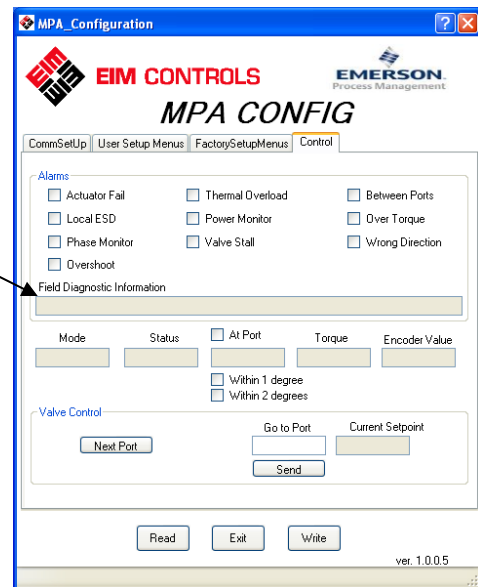 MPA_Configuration
EIM CONTROLS
EMERSON.
Process Management
MPA CONFIG
CommSetUp User Setup Menus FactorySetupMenus Control
Alarms
Actuator Fail Thermal Overload Between Ports
Local ESD Power Monitor Over Torque
Phase Monitor Valve Stall Wrong Direction
Overshoot
Field Diagnostic Information
Mode Status At Port Torque Encoder Value
Within 1 degree
Within 2 degrees
Valve Control
Go to Port Current Setpoint
Next Port
Send
Read Exit Write
ver. 1.0.0.5